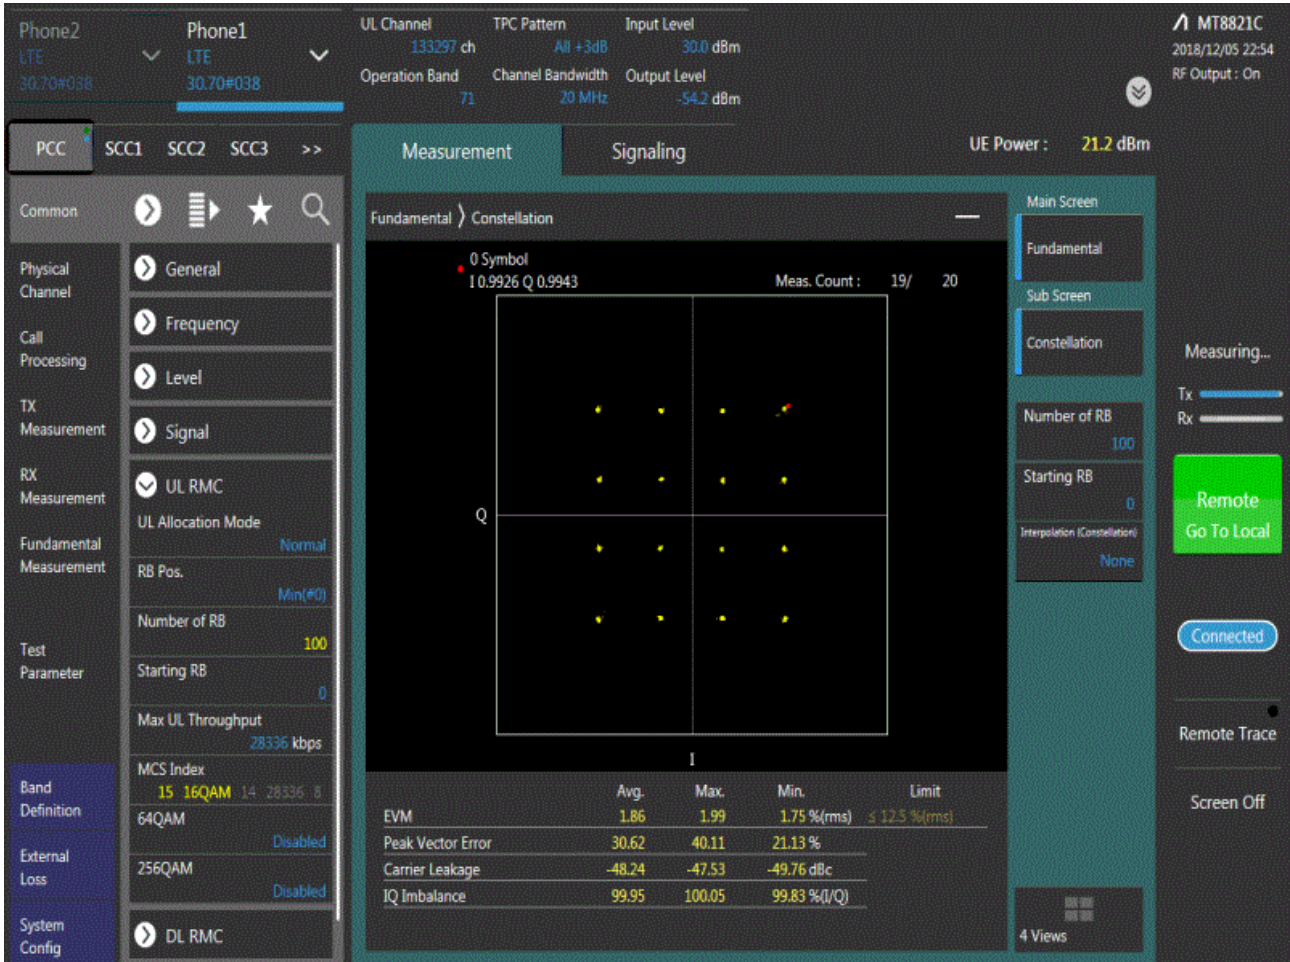 Phone2
LTE
30.70#038
Phone1
LTE
30.70#038
UL Channel
133297 ch
TPC Pattern
All +3dB
Input Level
30.0 dBm
Operation Band
71
Channel Bandwidth
20 MHz
Output Level
-54.2 dBm
MT8821C
2018/12/05 22:54
RF Output : On
PCC SCC1 SCC2 SCC3 >>
Measurement
Signaling
UE Power : 21.2 dBm
Common
Physical
Channel
Call
Processing
TX
Measurement
RX
Measurement
Fundamental
Measurement
Test
Parameter
Band
Definition
External
Loss
System
Config
General
Frequency
Level
Signal
UL RMC
UL Allocation Mode
Normal
RB Pos.
Min(#0)
Number of RB
100
Starting RB
0
Max UL Throughput
28336 kbps
MCS Index
15 16QAM 14 28336 8
64QAM
Disabled
256QAM
Disabled
DL RMC
Fundamental 〉 Constellation
0 Symbol
I 0.9926 Q 0.9943
Meas. Count : 19/ 20
Q
I
Avg. Max. Min. Limit
EVM 1.86 1.99 1.75 %(rms) ≤ 12.5 %(rms)
Peak Vector Error 30.62 40.11 21.13 %
Carrier Leakage -48.24 -47.53 -49.76 dBc
IQ Imbalance 99.95 100.05 99.83 %(I/Q)
Main Screen
Fundamental
Sub Screen
Constellation
Number of RB
100
Starting RB
0
Interpolation (Constellation)
None
4 Views
Measuring...
Tx
Rx
Remote
Go To Local
Connected
Remote Trace
Screen Off